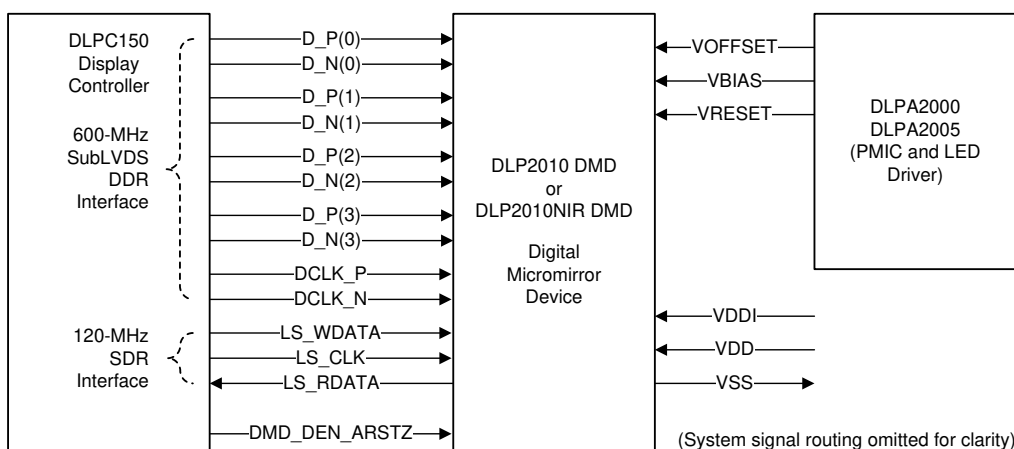 DLPC150
Display
Controller
600-MHz
SubLVDS
DDR
Interface
120-MHz
SDR
Interface
D_P(0)
D_N(0)
D_P(1)
D_N(1)
D_P(2)
D_N(2)
D_P(3)
D_N(3)
DCLK_P
DCLK_N
LS_WDATA
LS_CLK
LS_RDATA
DMD_DEN_ARSTZ
DLP2010 DMD
or
DLP2010NIR DMD
Digital
Micromirror
Device
VOFFSET
VBIAS
VRESET
VDDI
VDD
VSS
DLPA2000
DLPA2005
(PMIC and LED
Driver)
(System signal routing omitted for clarity)